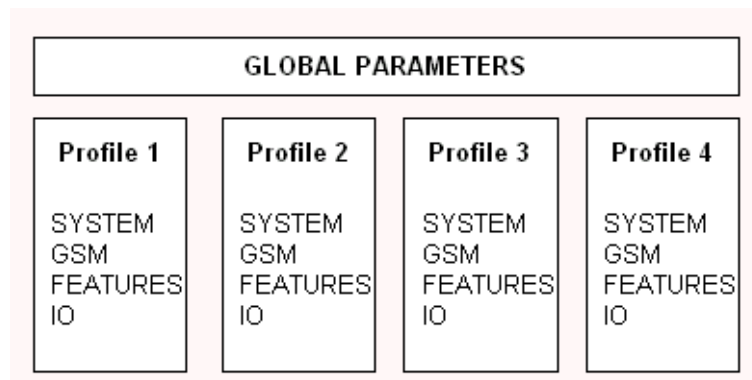 GLOBAL PARAMETERS
Profile 1
SYSTEM
GSM
FEATURES
IO
Profile 2
SYSTEM
GSM
FEATURES
IO
Profile 3
SYSTEM
GSM
FEATURES
IO
Profile 4
SYSTEM
GSM
FEATURES
IO